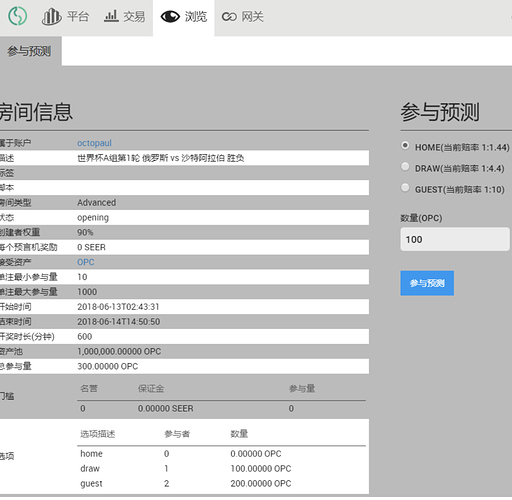 平台 交易 浏览 网关
参与预测
房间信息
属于账户 octopaul
描述 世界杯A组第1轮 俄罗斯 vs 沙特阿拉伯 胜负
标签
脚本
房间类型 Advanced
状态 opening
创建者权重 90%
每个预言机奖励 0 SEER
接受资产 OPC
单注最小参与量 10
单注最大参与量 1000
开始时间 2018-06-13T02:43:31
结束时间 2018-06-14T14:50:50
开奖时长(分钟) 600
资产池 1,000,000.00000 OPC
总参与量 300.00000 OPC
门槛
名誉 保证金 参与量
0 0.00000 SEER 0
选项
选项描述 参与者 数量
home 0 0.00000 OPC
draw 1 100.00000 OPC
guest 2 200.00000 OPC
参与预测
HOME(当前赔率 1:1.44)
DRAW(当前赔率 1:4.4)
GUEST(当前赔率 1:10)
数量(OPC)
100
参与预测